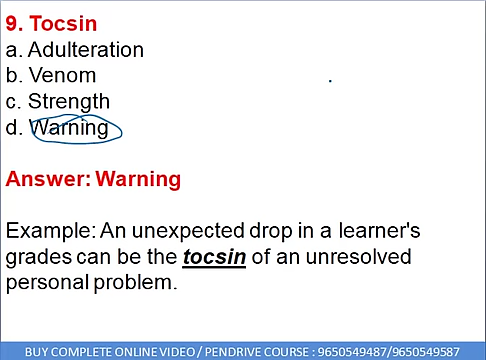 9. Tocsin
a. Adulteration
b. Venom
c. Strength
d. Warning
Answer: Warning
Example: An unexpected drop in a learner's
grades can be the tocsin of an unresolved
personal problem.
BUY COMPLETE ONLINE VIDEO / PENDRIVE COURSE : 9650549487/9650549587